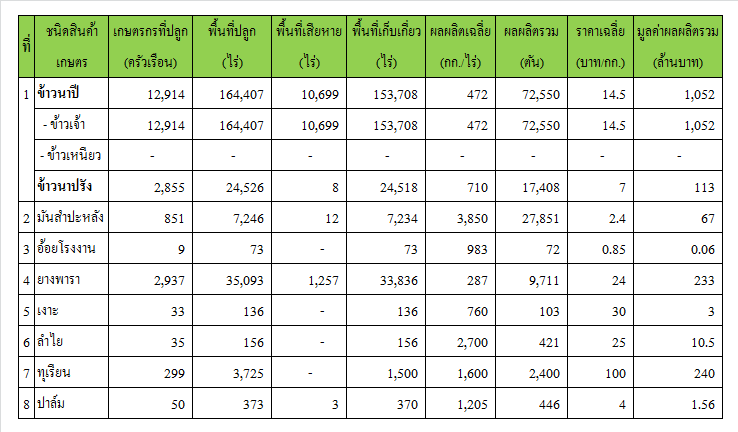 ที่ ชนิดสินค้าเกษตร เกษตรกรที่ปลูก (ครัวเรือน) พื้นที่ปลูก (ไร่) พื้นที่เสียหาย (ไร่) พื้นที่เก็บเกี่ยว (ไร่) ผลผลิตเฉลี่ย (กก./ไร่) ผลผลิตรวม (ตัน) ราคาเฉลี่ย (บาท/กก.) มูลค่าผลผลิตรวม (ล้านบาท)
1 ข้าวนาปี 12,914 164,407 10,699 153,708 472 72,550 14.5 1,052
- ข้าวเจ้า 12,914 164,407 10,699 153,708 472 72,550 14.5 1,052
- ข้าวเหนียว - - - - - - - -
ข้าวนาปรัง 2,855 24,526 8 24,518 710 17,408 7 113
2 มันสำปะหลัง 851 7,246 12 7,234 3,850 27,851 2.4 67
3 อ้อยโรงงาน 9 73 - 73 983 72 0.85 0.06
4 ยางพารา 2,937 35,093 1,257 33,836 287 9,711 24 233
5 เงาะ 33 136 - 136 760 103 30 3
6 ลำไย 35 156 - 156 2,700 421 25 10.5
7 ทุเรียน 299 3,725 - 1,500 1,600 2,400 100 240
8 ปาล์ม 50 373 3 370 1,205 446 4 1.56